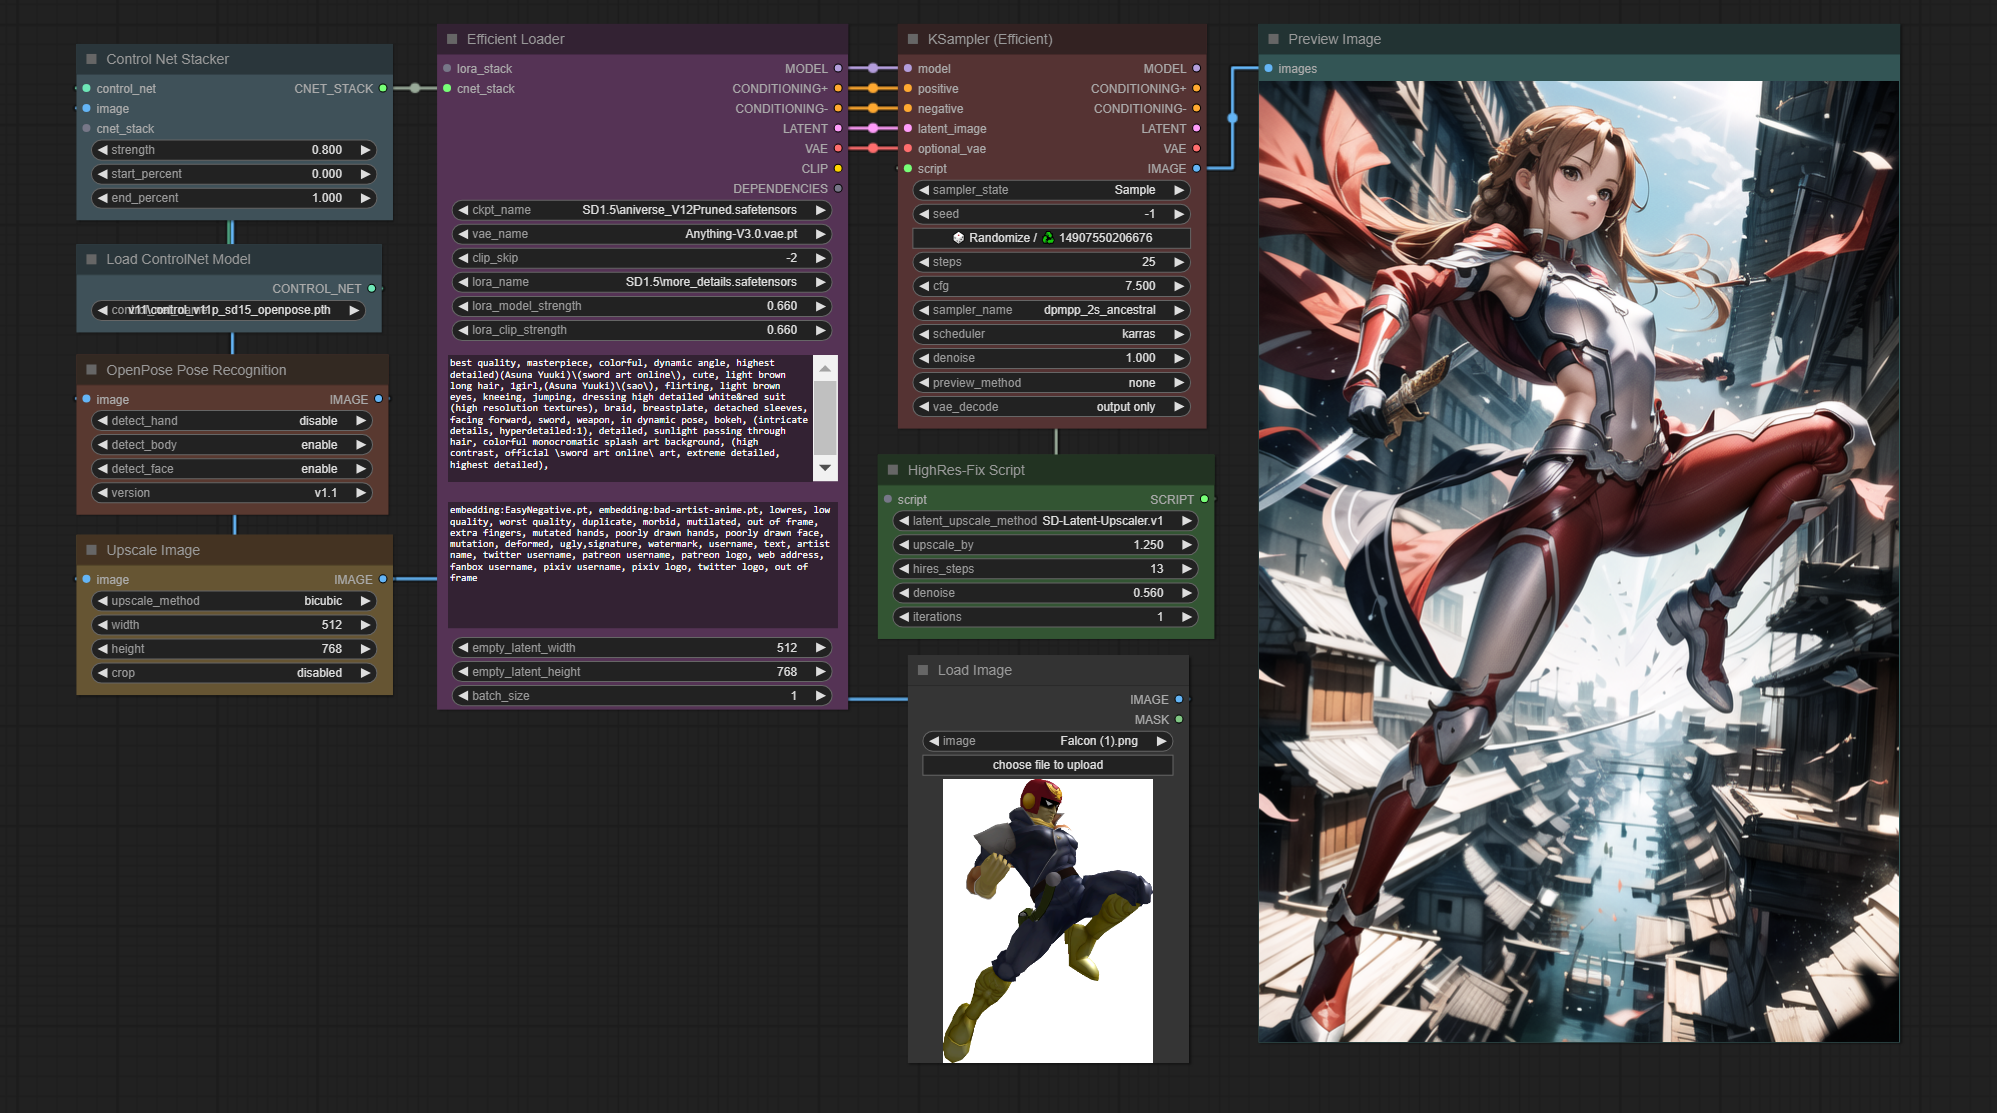 Control Net Stacker
control_net CNET_STACK
image
cnet_stack
strength 0.800
start_percent 0.000
end_percent 1.000
Load ControlNet Model
CONTROL_NET
v11\control_v11p_sd15_openpose.pth
OpenPose Pose Recognition
image IMAGE
detect_hand disable
detect_body enable
detect_face enable
version v1.1
Upscale Image
image IMAGE
upscale_method bicubic
width 512
height 768
crop disabled
Efficient Loader
lora_stack MODEL
cnet_stack CONDITIONING+
CONDITIONING-
LATENT
VAE
CLIP
DEPENDENCIES
ckpt_name SD1.5\aniverse_V12Pruned.safetensors
vae_name Anything-V3.0.vae.pt
clip_skip -2
lora_name SD1.5\more_details.safetensors
lora_model_strength 0.660
lora_clip_strength 0.660
best quality, masterpiece, colorful, dynamic angle, highest
detailed)(Asuna Yuuki)\(sword art online\), cute, light brown
long hair, 1girl,(Asuna Yuuki)\(sao\), flirting, light brown
eyes, kneeing, jumping, dressing high detailed white&red suit
(high resolution textures), braid, breastplate, detached sleeves,
facing forward, sword, weapon, in dynamic pose, bokeh, (intricate
details, hyperdetailed:1), detailed, sunlight passing through
hair, colorful monocromatic splash art background, (high
contrast, official \sword art online\ art, extreme detailed,
highest detailed),
embedding:EasyNegative.pt, embedding:bad-artist-anime.pt, lowres, low
quality, worst quality, duplicate, morbid, mutilated, out of frame,
extra fingers, mutated hands, poorly drawn hands, poorly drawn face,
mutation, deformed, ugly,signature, watermark, username, text, artist
name, twitter username, patreon username, patreon logo, web address,
fanbox username, pixiv username, pixiv logo, twitter logo, out of
frame
empty_latent_width 512
empty_latent_height 768
batch_size 1
KSampler (Efficient)
model MODEL
positive CONDITIONING+
negative CONDITIONING-
latent_image LATENT
optional_vae VAE
script IMAGE
sampler_state Sample
seed -1
Randomize / 14907550206676
steps 25
cfg 7.500
sampler_name dpmpp_2s_ancestral
scheduler karras
denoise 1.000
preview_method none
vae_decode output only
HighRes-Fix Script
script SCRIPT
latent_upscale_method SD-Latent-Upscaler.v1
upscale_by 1.250
hires_steps 13
denoise 0.560
iterations 1
Load Image
IMAGE
MASK
image Falcon (1).png
choose file to upload
Preview Image
images